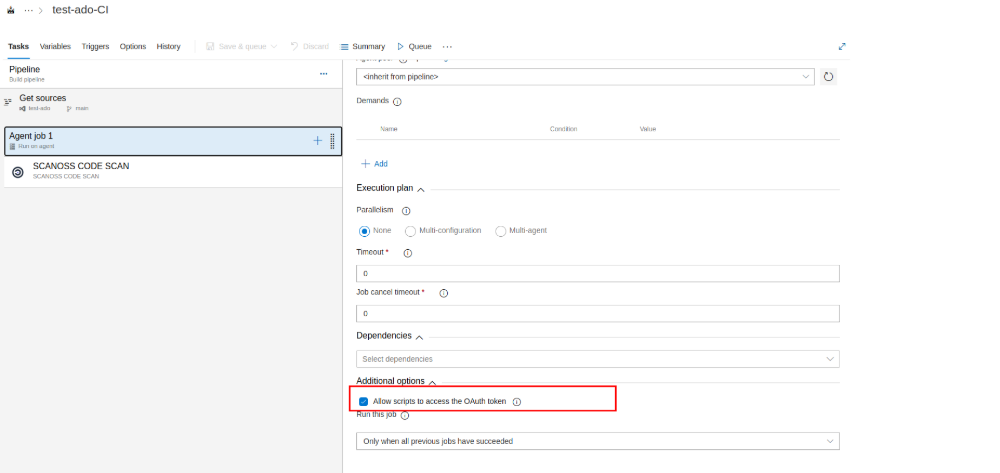 test-ado-CI
Tasks Variables Triggers Options History Save & queue Discard Summary Queue
Pipeline
Build pipeline
Get sources
test-ado main
Agent job 1
Run on agent
SCANOSS CODE SCAN
SCANOSS CODE SCAN
<inherit from pipeline>
Demands
Name Condition Value
Add
Execution plan
Parallelism
None Multi-configuration Multi-agent
Timeout *
0
Job cancel timeout *
0
Dependencies
Select dependencies
Additional options
Allow scripts to access the OAuth token
Run this job
Only when all previous jobs have succeeded